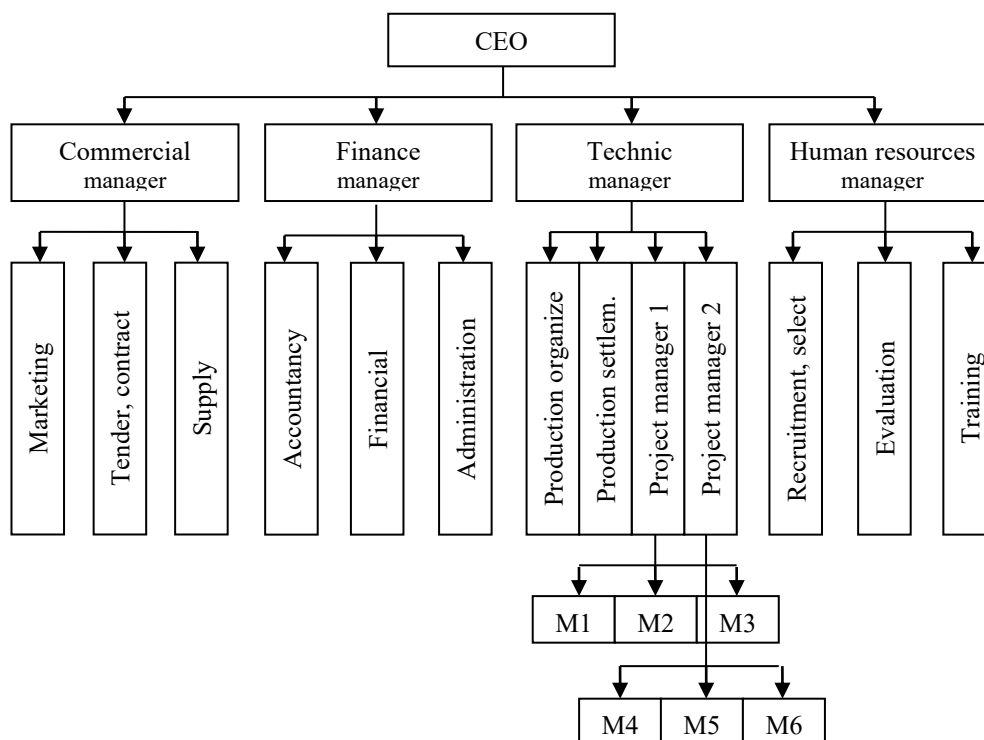 CEO
Commercial
manager
Finance
manager
Technic
manager
Human resources
manager
Marketing
Tender, contract
Supply
Accountancy
Financial
Administration
Production organize
Production settlem.
Project manager 1
Project manager 2
Recruitment, select
Evaluation
Training
M1
M2
M3
M4
M5
M6